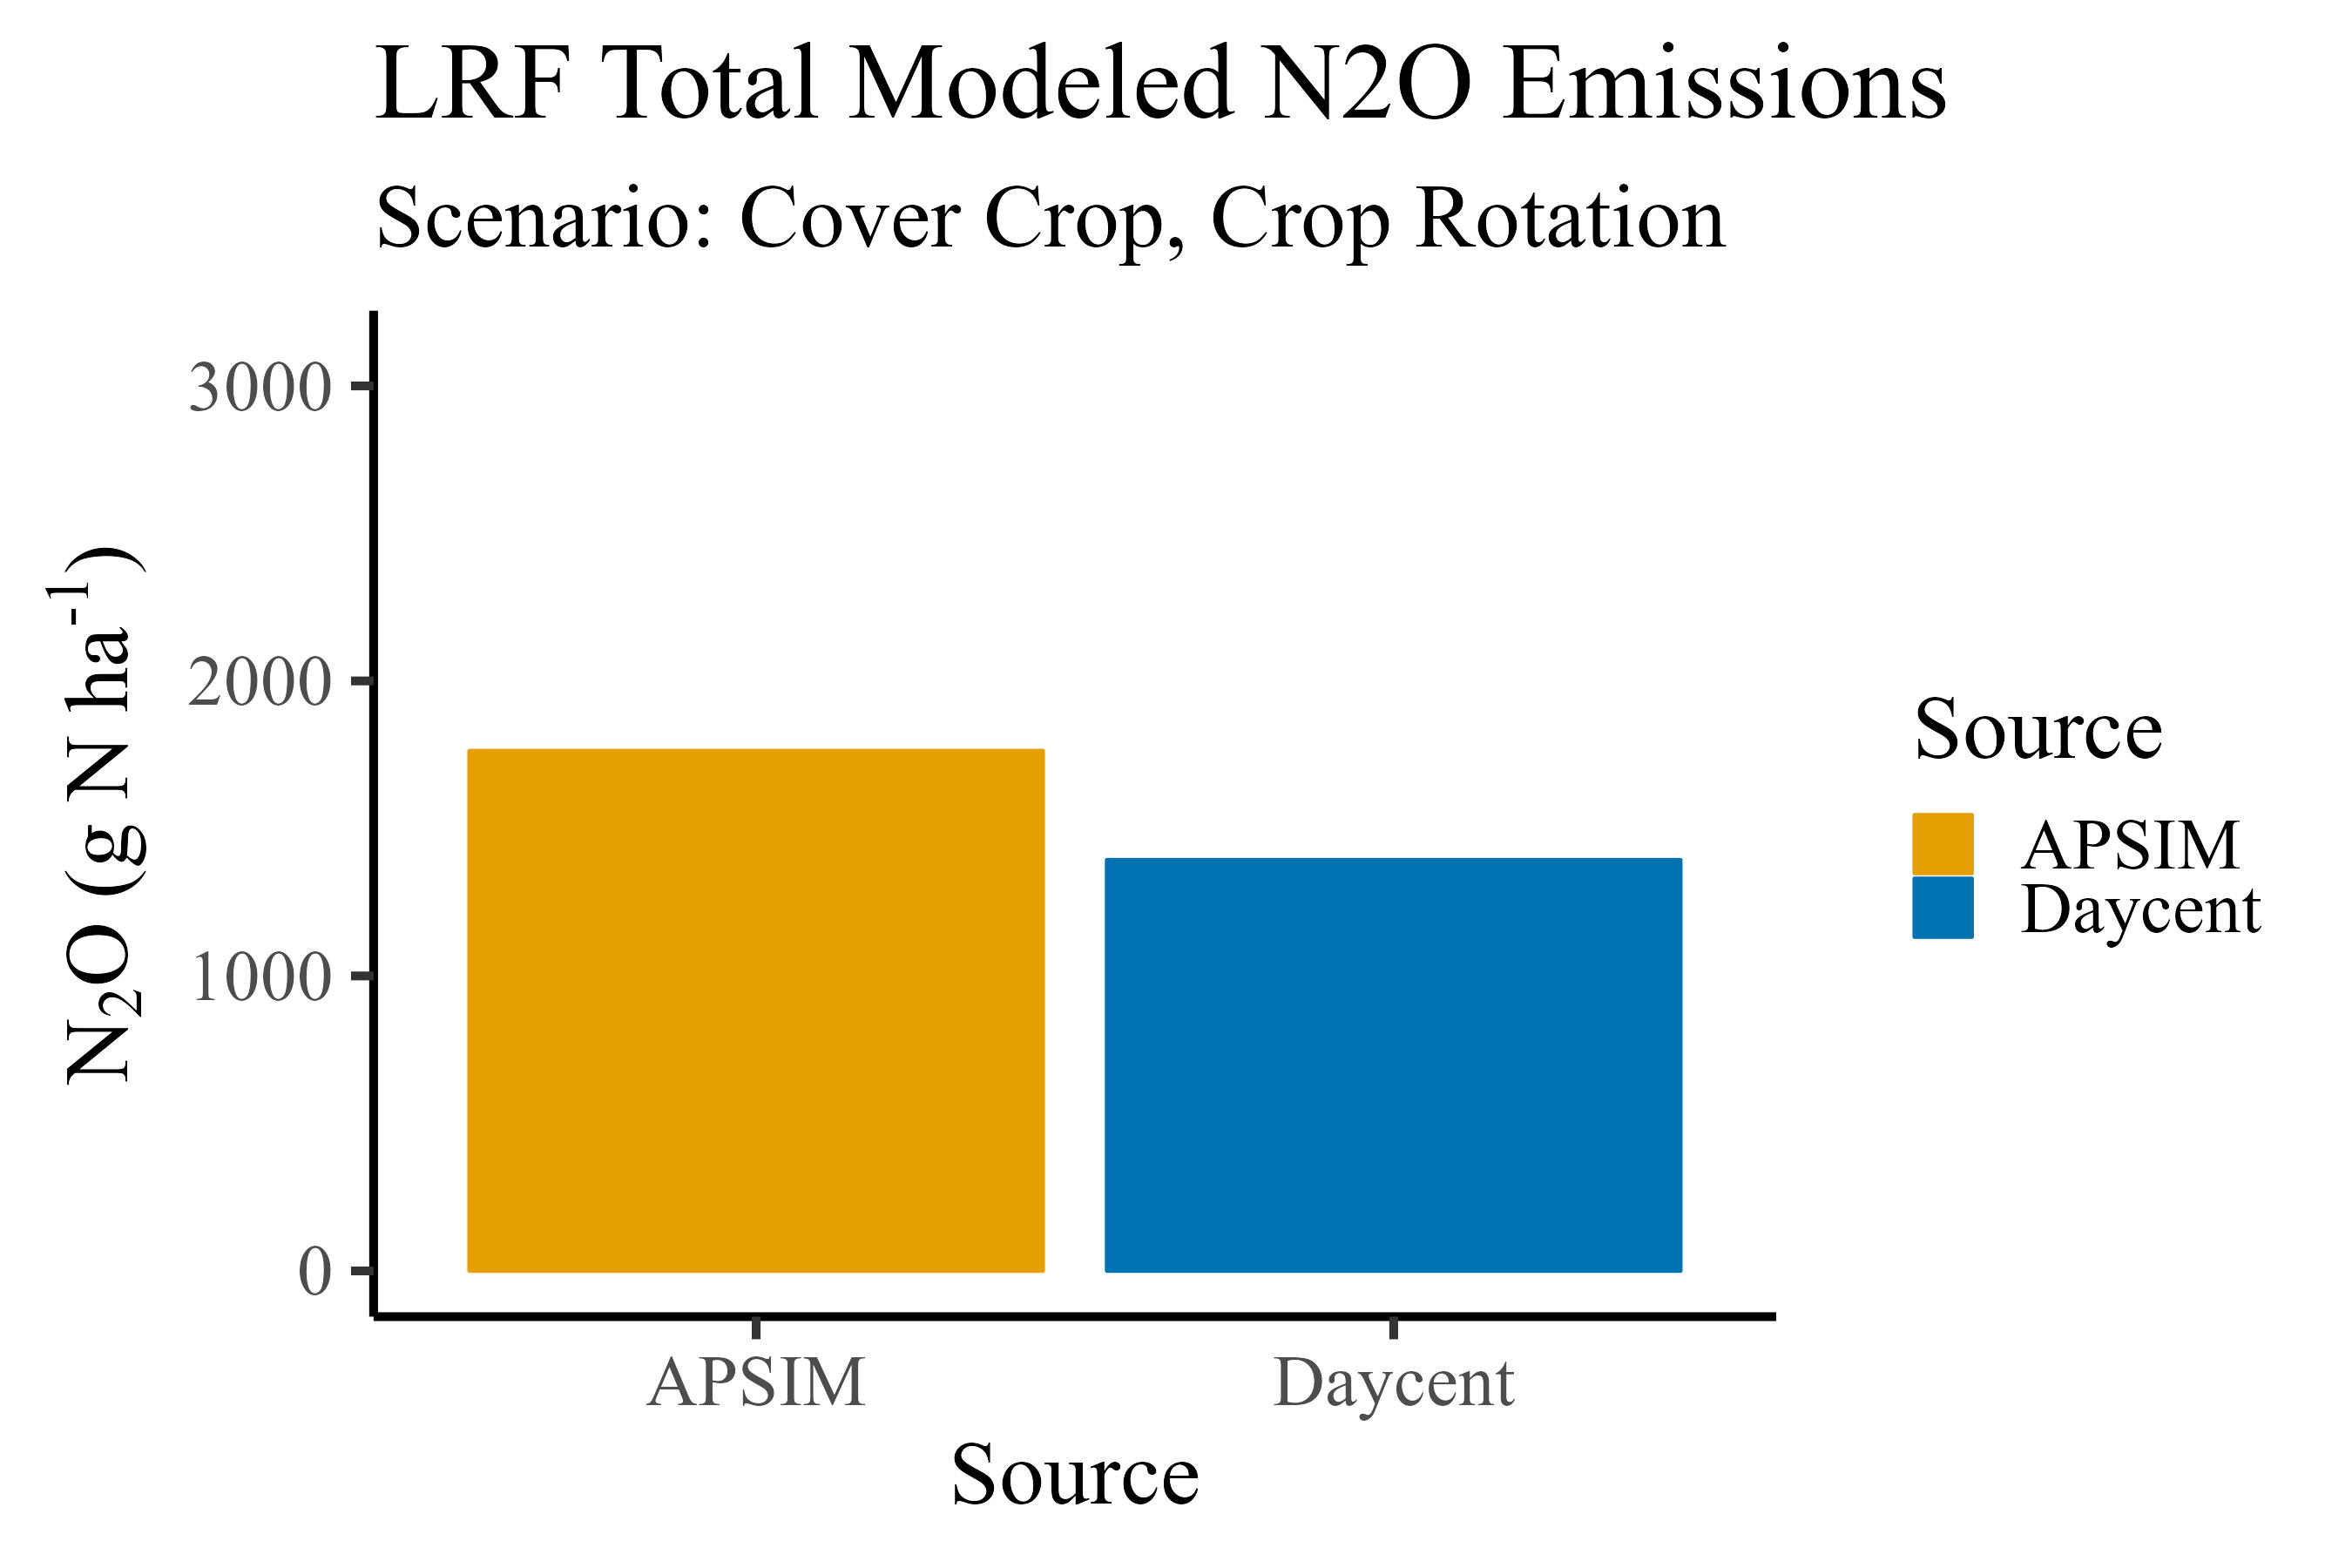 LRF Total Modeled N2O Emissions
Scenario: Cover Crop, Crop Rotation
N₂O (g N ha⁻¹)
3000
2000
1000
0
APSIM
Daycent
Source
Source
APSIM
Daycent